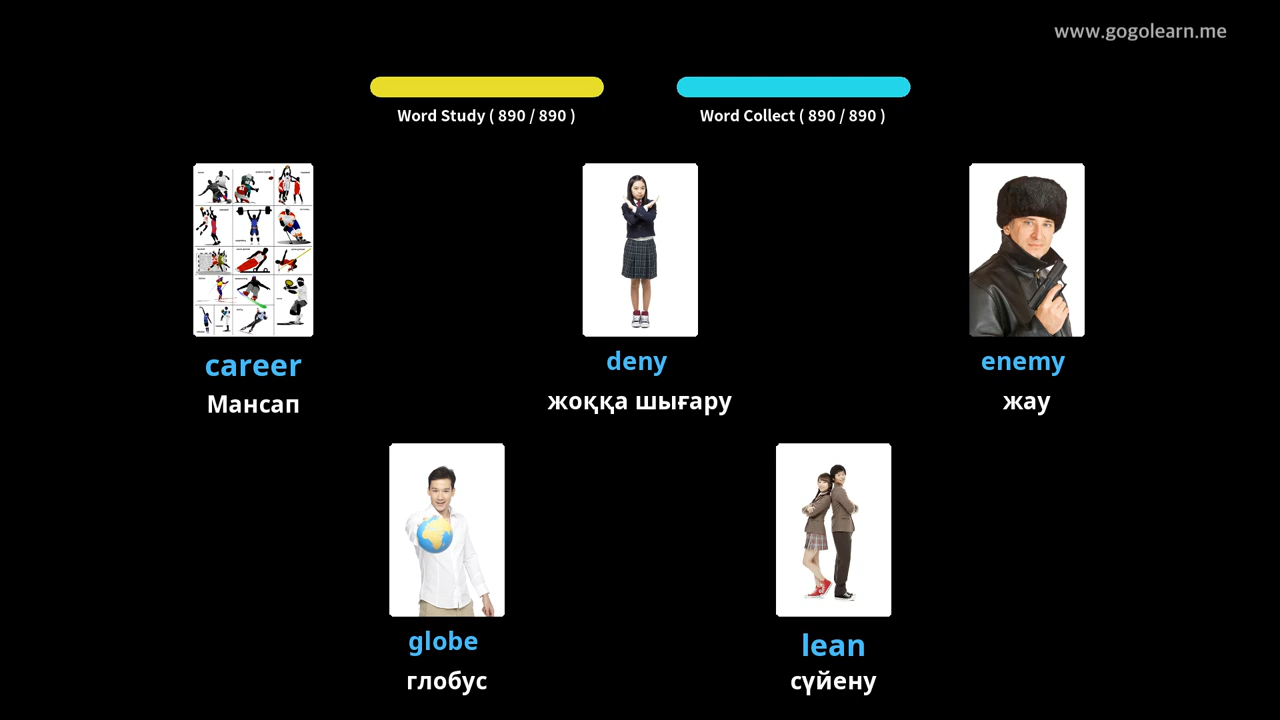 www.gogolearn.me
Word Study ( 890 / 890 )
Word Collect ( 890 / 890 )
career
Мансап
deny
жоққа шығару
enemy
жау
globe
глобус
lean
сүйену